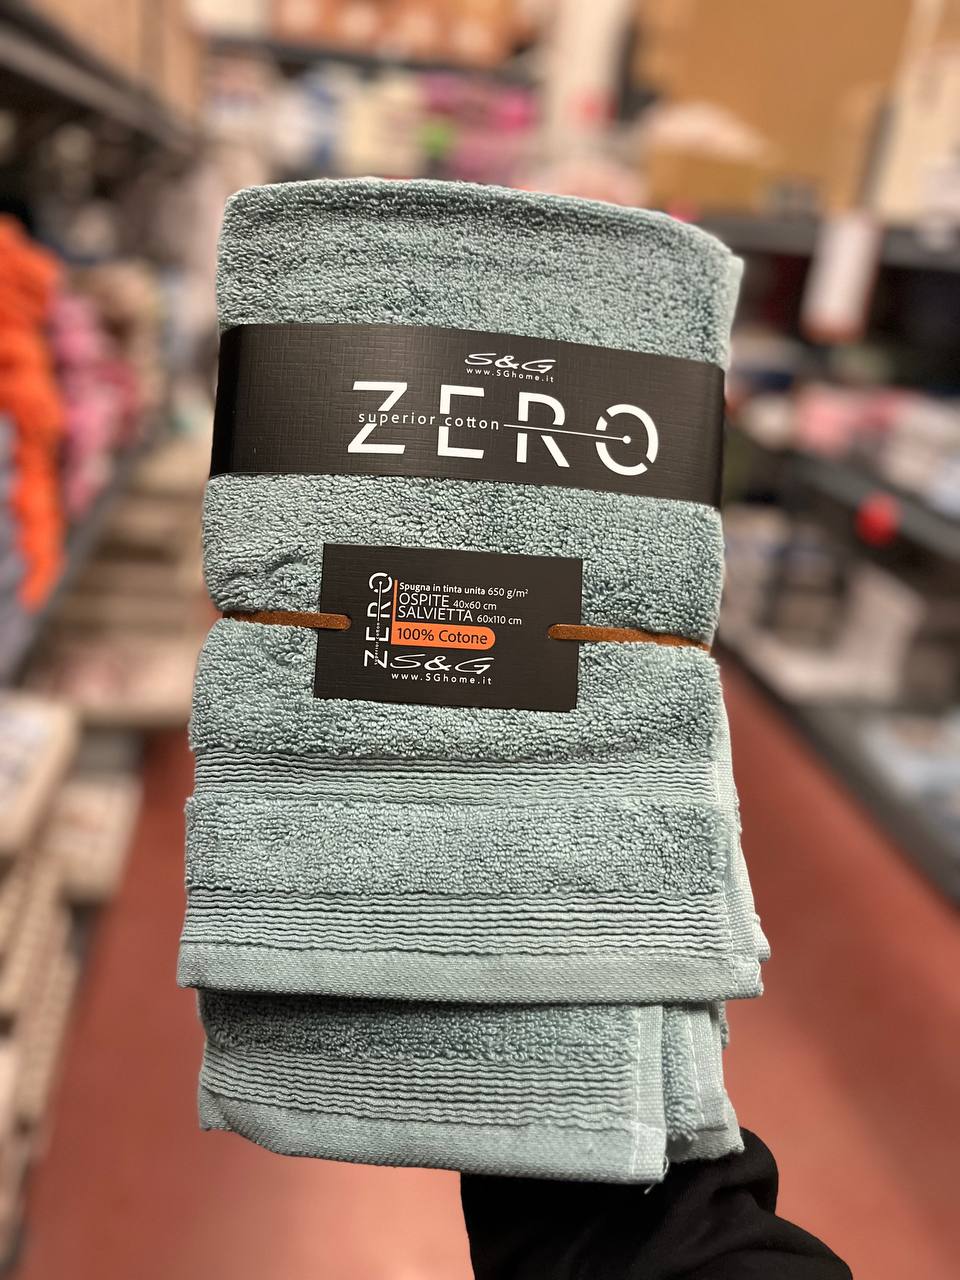 S&G
www.SGhome.it
ZERO
superior cotton
ZERO
Spugna in tinta unita 650 g/m²
OSPITE 40x60 cm
SALVIETTA 60x110 cm
100% Cotone
S&G
www.SGhome.it